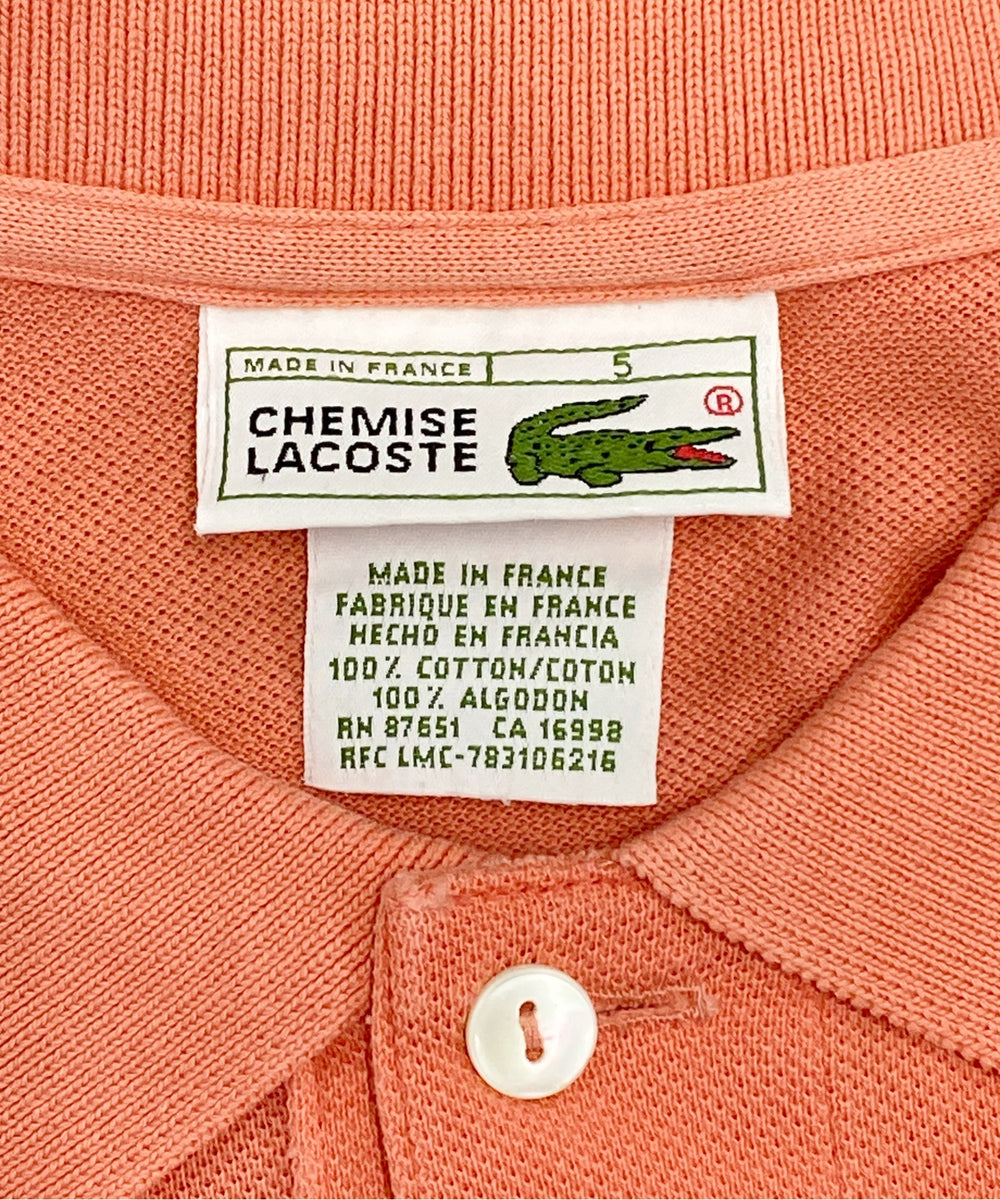 MADE IN FRANCE 5
CHEMISE
LACOSTE
®
MADE IN FRANCE
FABRIQUE EN FRANCE
HECHO EN FRANCIA
100% COTTON/COTON
100% ALGODON
RN 87651 CA 16998
RFC LMC-783106216